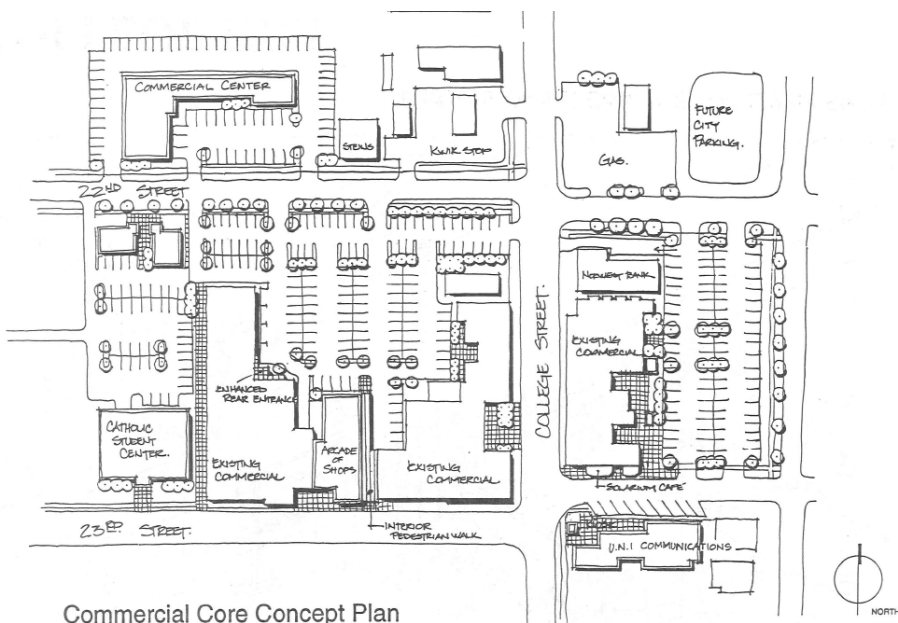 COMMERCIAL CENTER
STEINS
KWIK STOP
GAS.
FUTURE
CITY
PARKING.
22ND STREET
NORWEST BANK
EXISTING
COMMERCIAL
COLLEGE STREET.
ENHANCED
REAR ENTRANCE
CATHOLIC
STUDENT
CENTER.
EXISTING
COMMERCIAL
ARCADE
OF
SHOPS
EXISTING
COMMERCIAL
SOLARIUM CAFÉ
23RD STREET.
INTERIOR
PEDESTRIAN WALK
U.N.I COMMUNICATIONS
NORTH
Commercial Core Concept Plan